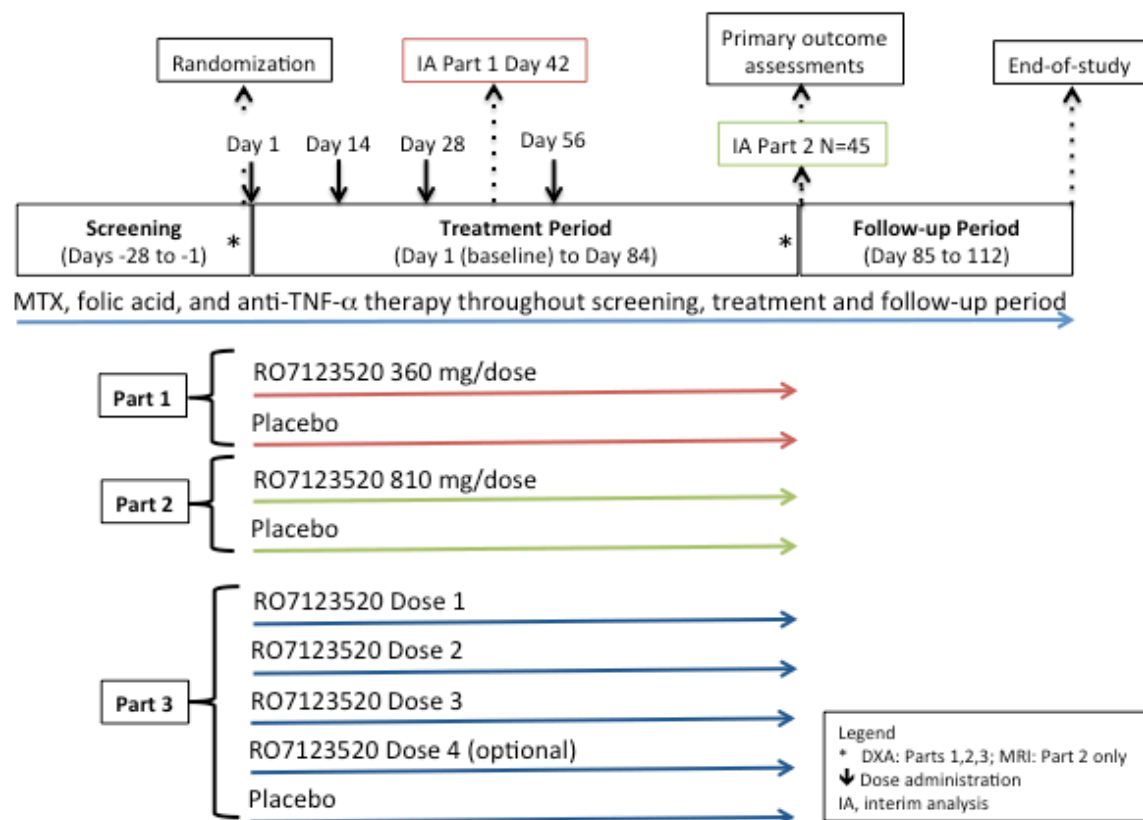 Randomization
IA Part 1 Day 42
Primary outcome
assessments
End-of-study
Day 1
Day 14
Day 28
Day 56
IA Part 2 N=45
Screening
(Days -28 to -1)
*
Treatment Period
(Day 1 (baseline) to Day 84)
*
Follow-up Period
(Day 85 to 112)
MTX, folic acid, and anti-TNF-α therapy throughout screening, treatment and follow-up period
Part 1
RO7123520 360 mg/dose
Placebo
Part 2
RO7123520 810 mg/dose
Placebo
Part 3
RO7123520 Dose 1
RO7123520 Dose 2
RO7123520 Dose 3
RO7123520 Dose 4 (optional)
Placebo
Legend
* DXA: Parts 1,2,3; MRI: Part 2 only
Dose administration
IA, interim analysis